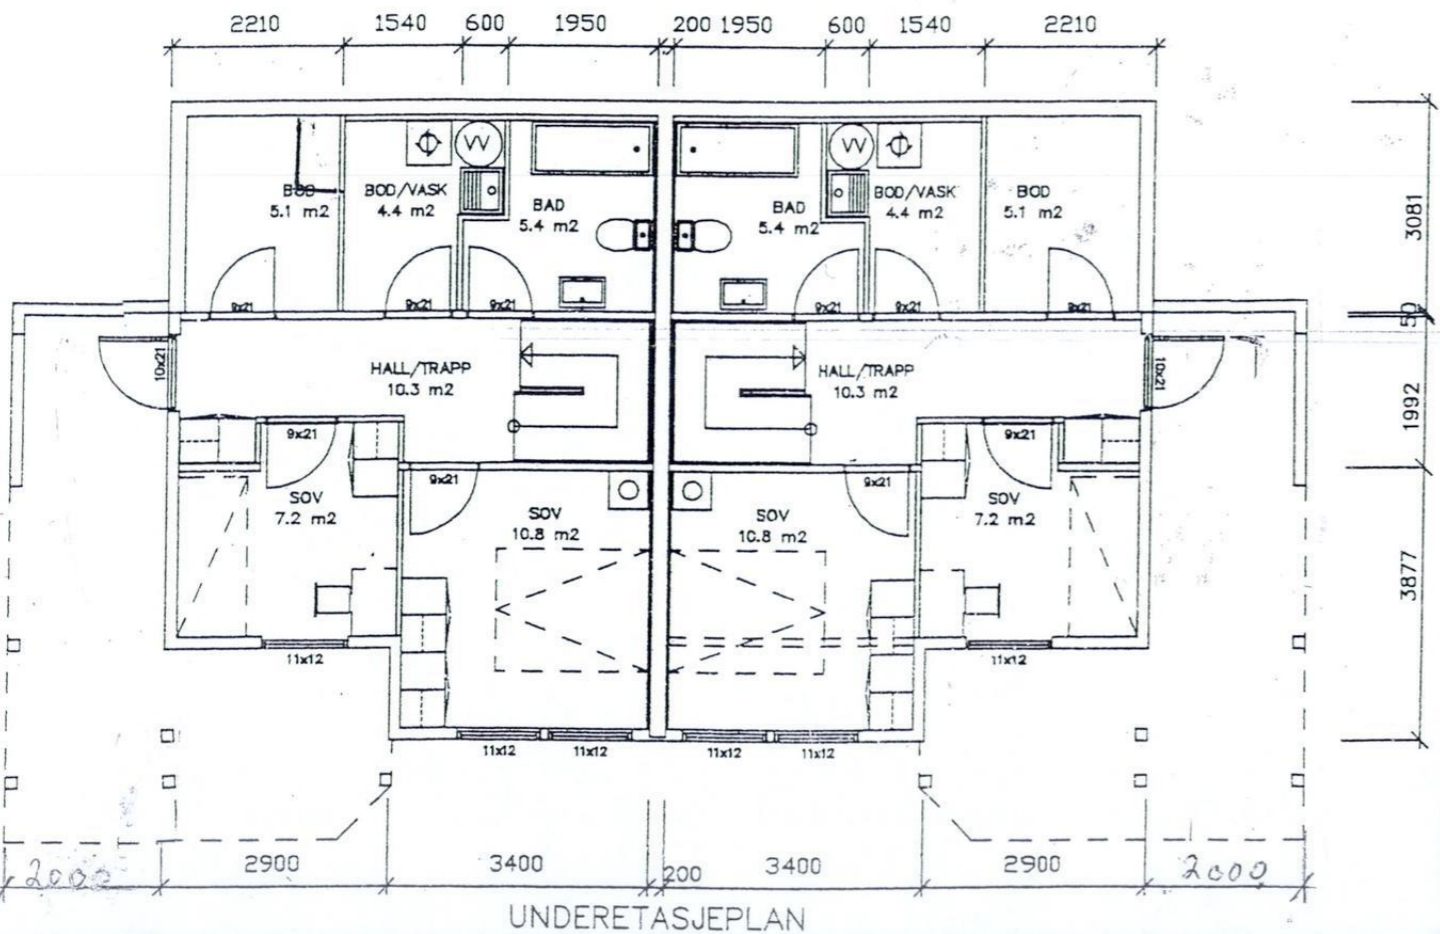 2210 1540 600 1950 200 1950 600 1540 2210
BOD
5.1 m2
BOD/VASK
4.4 m2
VV
BAD
5.4 m2
BAD
5.4 m2
VV
BOD/VASK
4.4 m2
BOD
5.1 m2
3081
9x21 9x21 9x21 9x21 9x21 9x21
50
10x21
HALL/TRAPP
10.3 m2
HALL/TRAPP
10.3 m2
10x21
1992
9x21 9x21
9x21 9x21
SOV
7.2 m2
SOV
10.8 m2
SOV
10.8 m2
SOV
7.2 m2
3877
11x12 11x12
11x12 11x12 11x12 11x12
2000 2900 3400 200 3400 2900 2000
UNDERETASJEPLAN